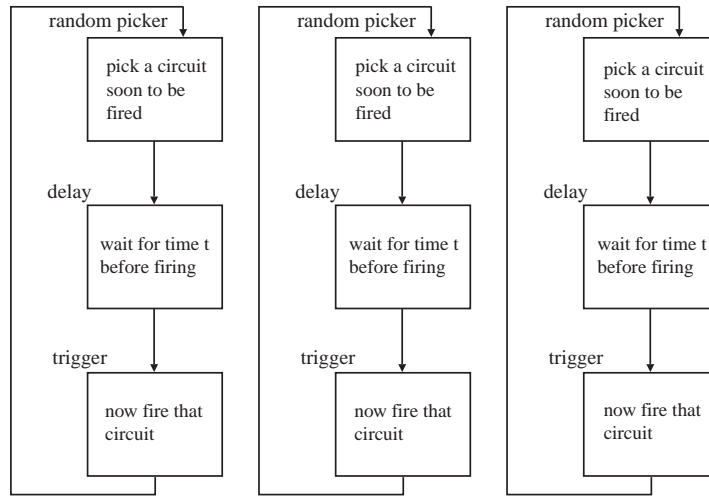 random picker
pick a circuit
soon to be
fired
delay
wait for time t
before firing
trigger
now fire that
circuit
random picker
pick a circuit
soon to be
fired
delay
wait for time t
before firing
trigger
now fire that
circuit
random picker
pick a circuit
soon to be
fired
delay
wait for time t
before firing
trigger
now fire that
circuit